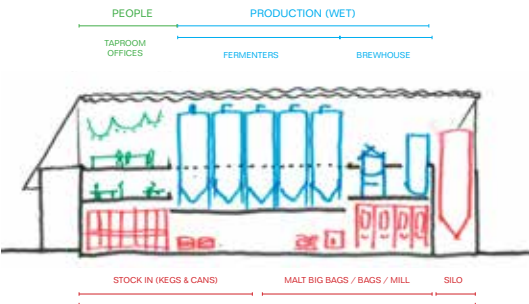 PEOPLE
PRODUCTION (WET)
TAPROOM
OFFICES
FERMENTERS
BREWHOUSE
STOCK IN (KEGS & CANS)
MALT BIG BAGS / BAGS / MILL
SILO